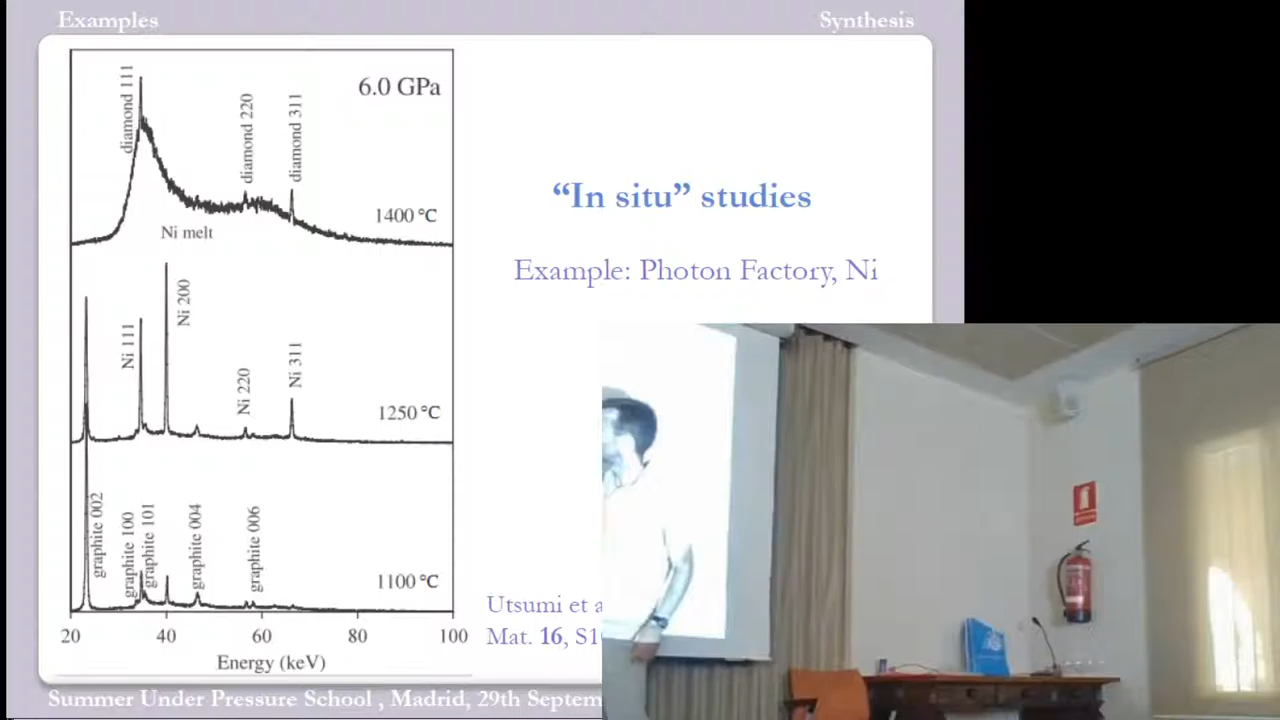 Examples
Synthesis
6.0 GPa
diamond 111
diamond 220
diamond 311
1400 °C
Ni melt
Ni 111
Ni 200
Ni 220
Ni 311
1250 °C
graphite 002
graphite 100
graphite 101
graphite 004
graphite 006
1100 °C
20 40 60 80 100
Energy (keV)
“In situ” studies
Example: Photon Factory, Ni
Utsumi et a
Mat. 16, S1
Summer Under Pressure School , Madrid, 29th Septem